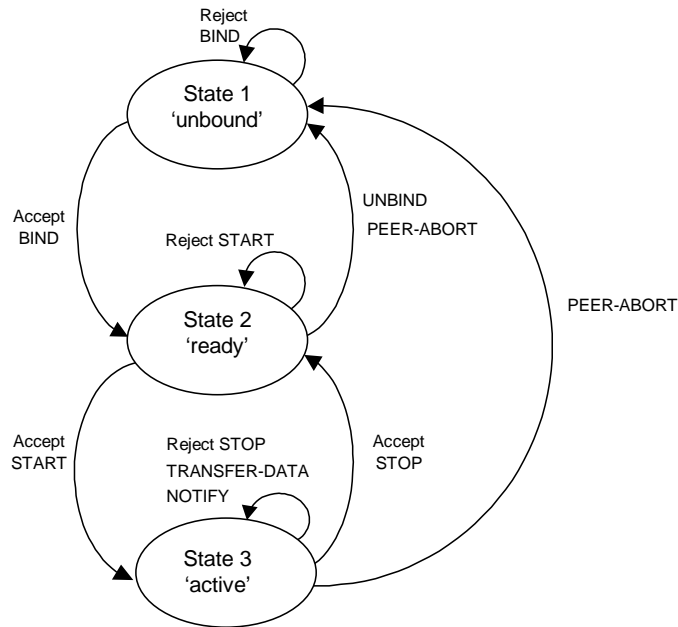 Reject
BIND
State 1
‘unbound’
UNBIND
PEER-ABORT
Accept
BIND
Reject START
PEER-ABORT
State 2
‘ready’
Accept
START
Reject STOP
TRANSFER-DATA
NOTIFY
Accept
STOP
State 3
‘active’